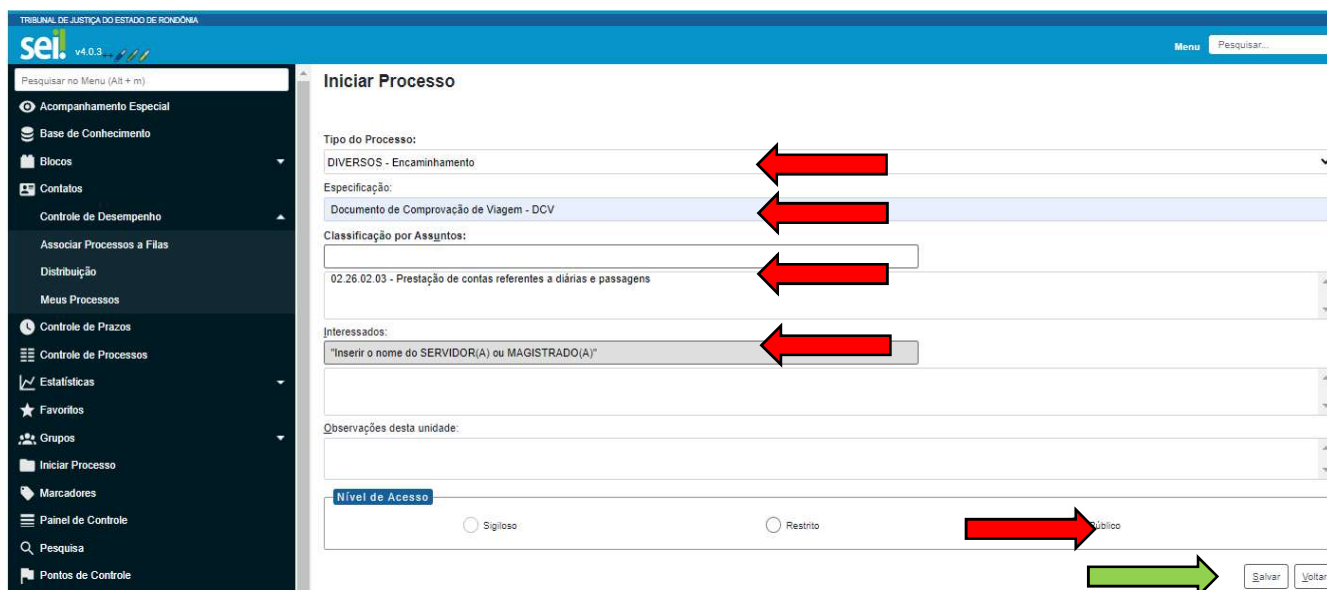 TRIBUNAL DE JUSTIÇA DO ESTADO DE RONDÔNIA
sei! v4.0.3
Menu Pesquisar...
Pesquisar no Menu (Alt + m)
Acompanhamento Especial
Base de Conhecimento
Blocos
Contatos
Controle de Desempenho
Associar Processos a Filas
Distribuição
Meus Processos
Controle de Prazos
Controle de Processos
Estatísticas
Favoritos
Grupos
Iniciar Processo
Marcadores
Painel de Controle
Pesquisa
Pontos de Controle
Iniciar Processo
Tipo do Processo:
DIVERSOS - Encaminhamento
Especificação:
Documento de Comprovação de Viagem - DCV
Classificação por Assuntos:
02.26.02.03 - Prestação de contas referentes a diárias e passagens
Interessados:
"Inserir o nome do SERVIDOR(A) ou MAGISTRADO(A)"
Observações desta unidade:
Nível de Acesso
Sigiloso Restrito Público
Salvar Voltar